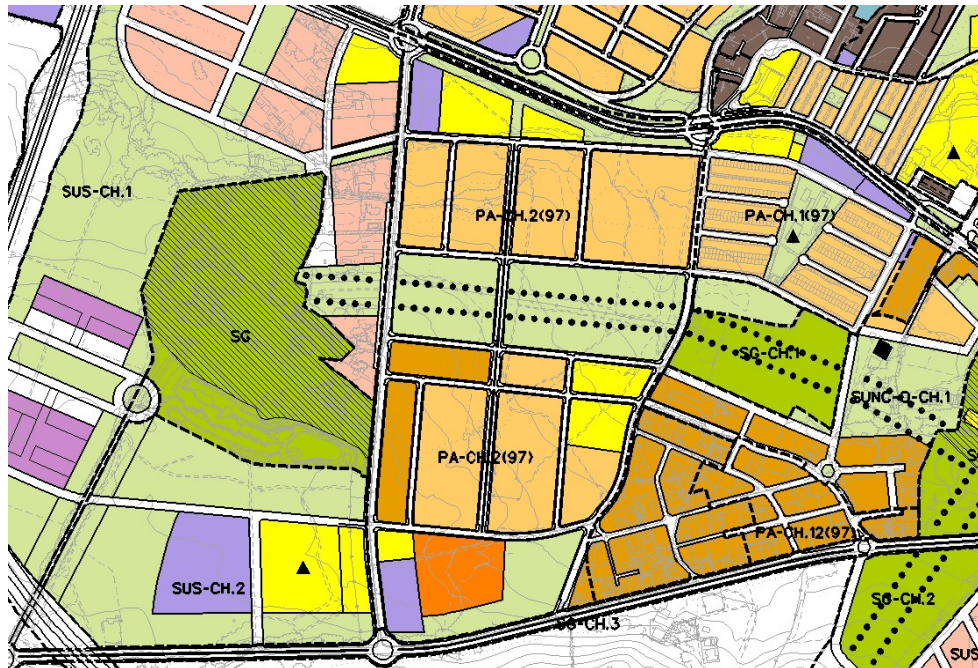 SUS-CH.1
PA-CH.2(97)
PA-CH.1(97)
SG
SG-CH.1
SUNC-O-CH.1
PA-CH.2(97)
PA-CH.12(97)
SUS-CH.2
SG-CH.2
SG-CH.3
SUS